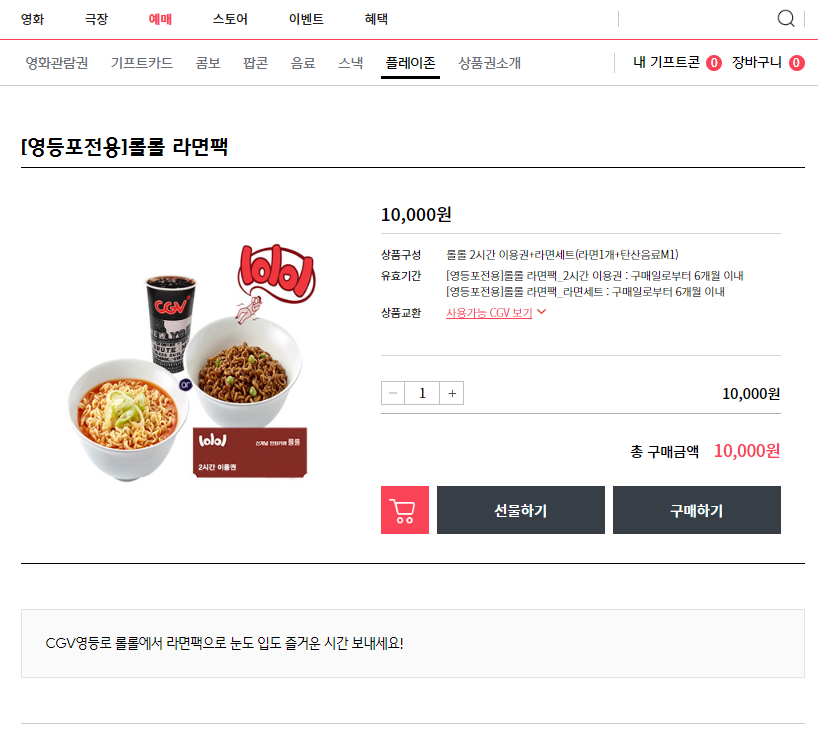 영화 극장 예매 스토어 이벤트 혜택
영화관람권 기프트카드 콤보 팝콘 음료 스낵 플레이존 상품권소개 내 기프트콘 0 장바구니 0
[영등포전용]롤롤 라면팩
10,000원
상품구성 롤롤 2시간 이용권+라면세트(라면1개+탄산음료M1)
유효기간 [영등포전용]롤롤 라면팩_2시간 이용권 : 구매일로부터 6개월 이내
[영등포전용]롤롤 라면팩_라면세트 : 구매일로부터 6개월 이내
상품교환 사용가능 CGV 보기
lolol
CGV
or
lolol 신개념 만화카페 롤롤
2시간 이용권
1 10,000원
총 구매금액 10,000원
선물하기 구매하기
CGV영등로 롤롤에서 라면팩으로 눈도 입도 즐거운 시간 보내세요!